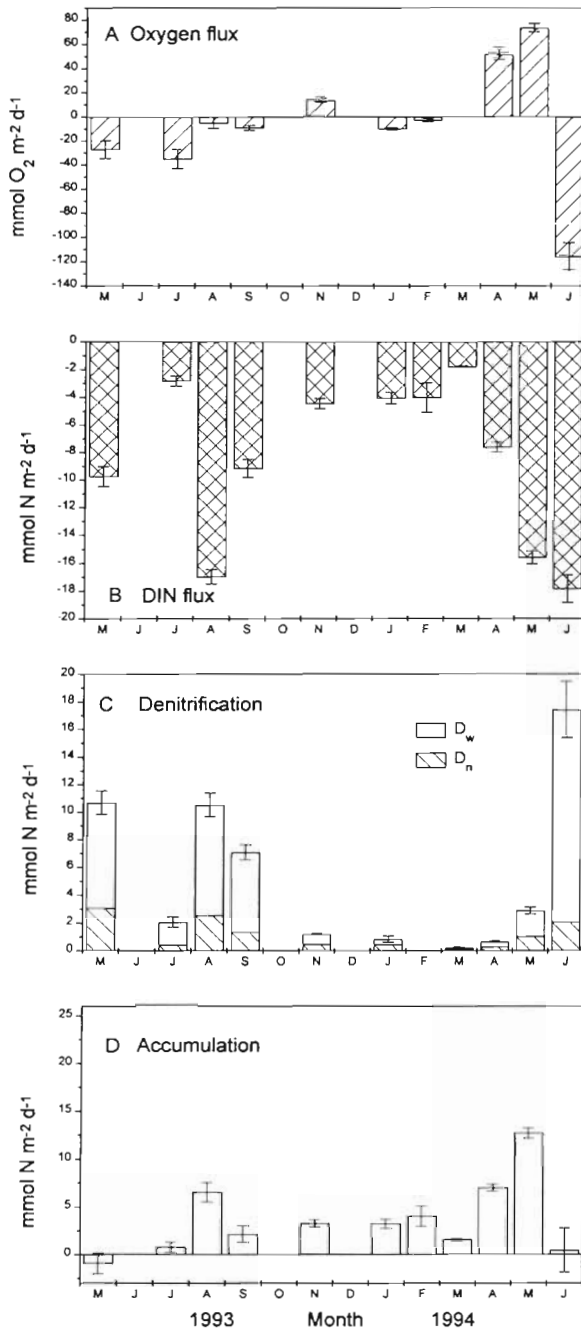 A Oxygen flux
80
60
40
20
0
-20
-40
-60
-80
-100
-120
-140
mmol O2 m-2 d-1
M J J A S O N D J F M A M J
0
-2
-4
-6
-8
-10
-12
-14
-16
-18
-20
mmol N m-2 d-1
B DIN flux
M J J A S O N D J F M A M J
20
18
16
14
12
10
8
6
4
2
0
mmol N m-2 d-1
C Denitrification
Dw
Dn
M J J A S O N D J F M A M J
25
20
15
10
5
0
mmol N m-2 d-1
D Accumulation
M J J A S O N D J F M A M J
1993 Month 1994